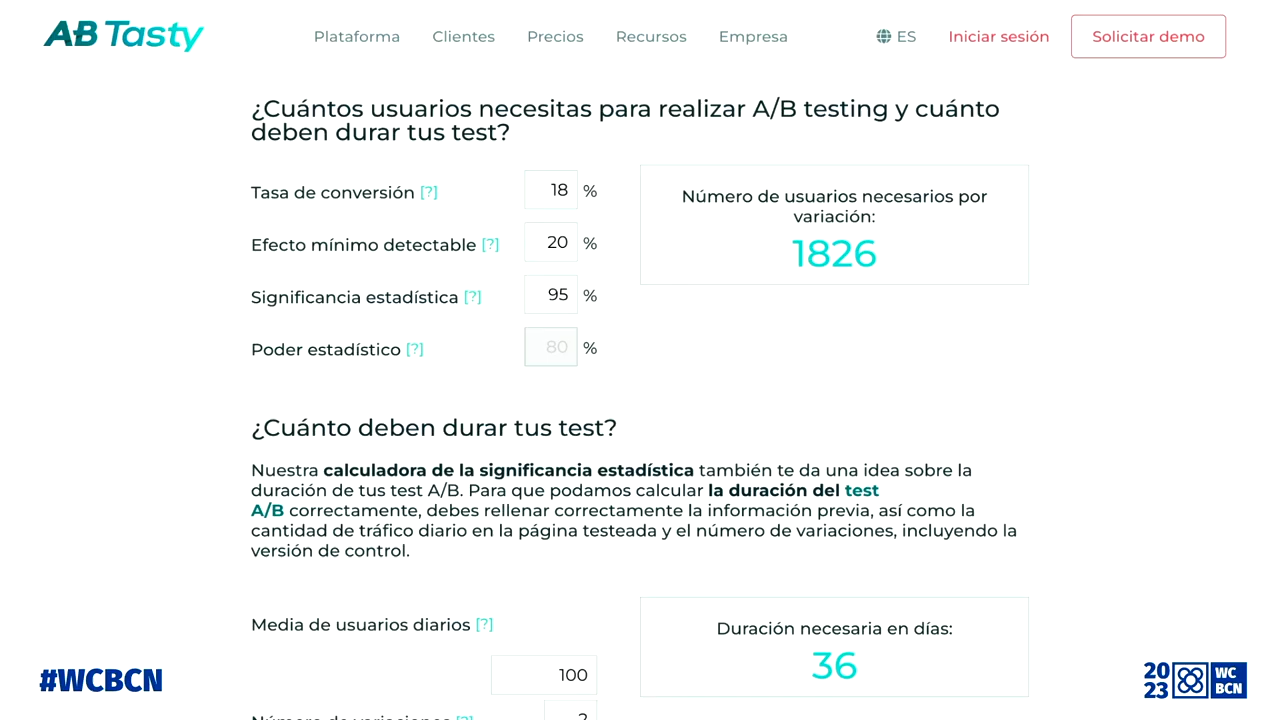 AB Tasty
Plataforma Clientes Precios Recursos Empresa ES Iniciar sesión Solicitar demo
¿Cuántos usuarios necesitas para realizar A/B testing y cuánto
deben durar tus test?
Tasa de conversión [?] 18 %
Efecto mínimo detectable [?] 20 %
Significancia estadística [?] 95 %
Poder estadístico [?] 80 %
Número de usuarios necesarios por
variación:
1826
¿Cuánto deben durar tus test?
Nuestra calculadora de la significancia estadística también te da una idea sobre la
duración de tus test A/B. Para que podamos calcular la duración del test
A/B correctamente, debes rellenar correctamente la información previa, así como la
cantidad de tráfico diario en la página testeada y el número de variaciones, incluyendo la
versión de control.
Media de usuarios diarios [?]
100
Duración necesaria en días:
36
Número de variaciones [?] 2
#WCBCN
2023 WC BCN